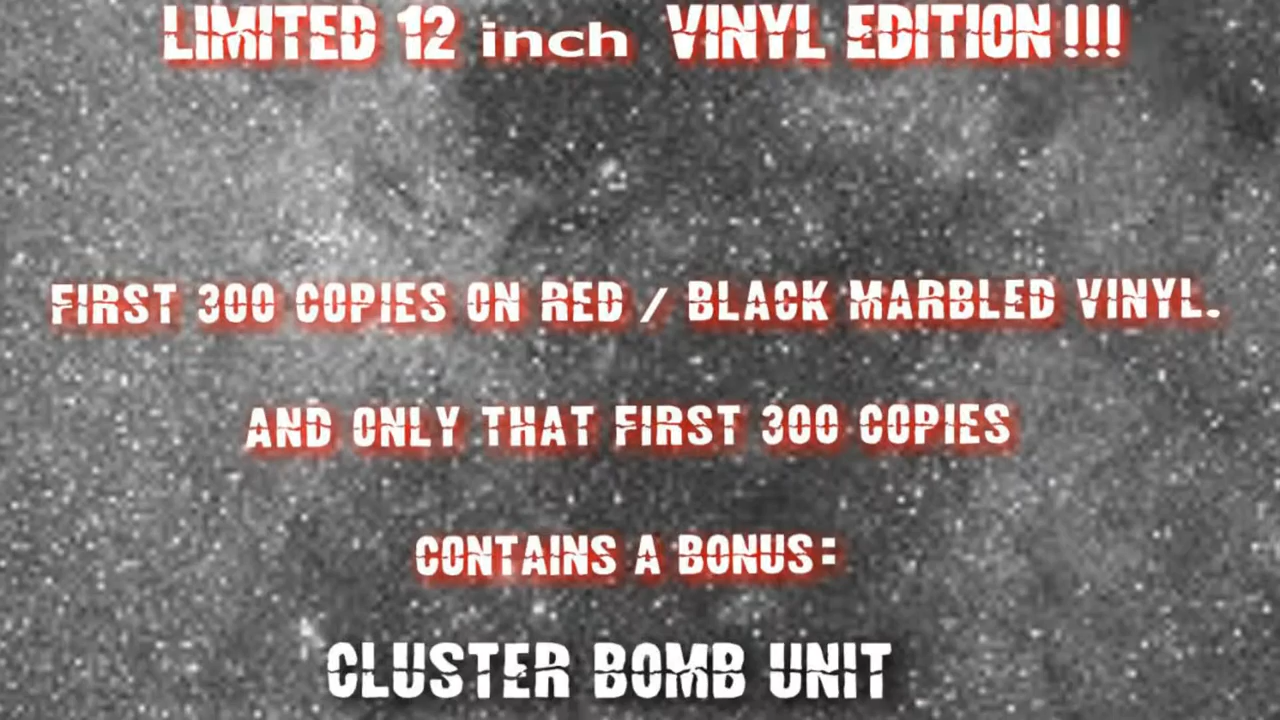 LIMITED 12 inch VINYL EDITION!!!
FIRST 300 COPIES ON RED / BLACK MARBLED VINYL.
AND ONLY THAT FIRST 300 COPIES
CONTAINS A BONUS:
CLUSTER BOMB UNIT